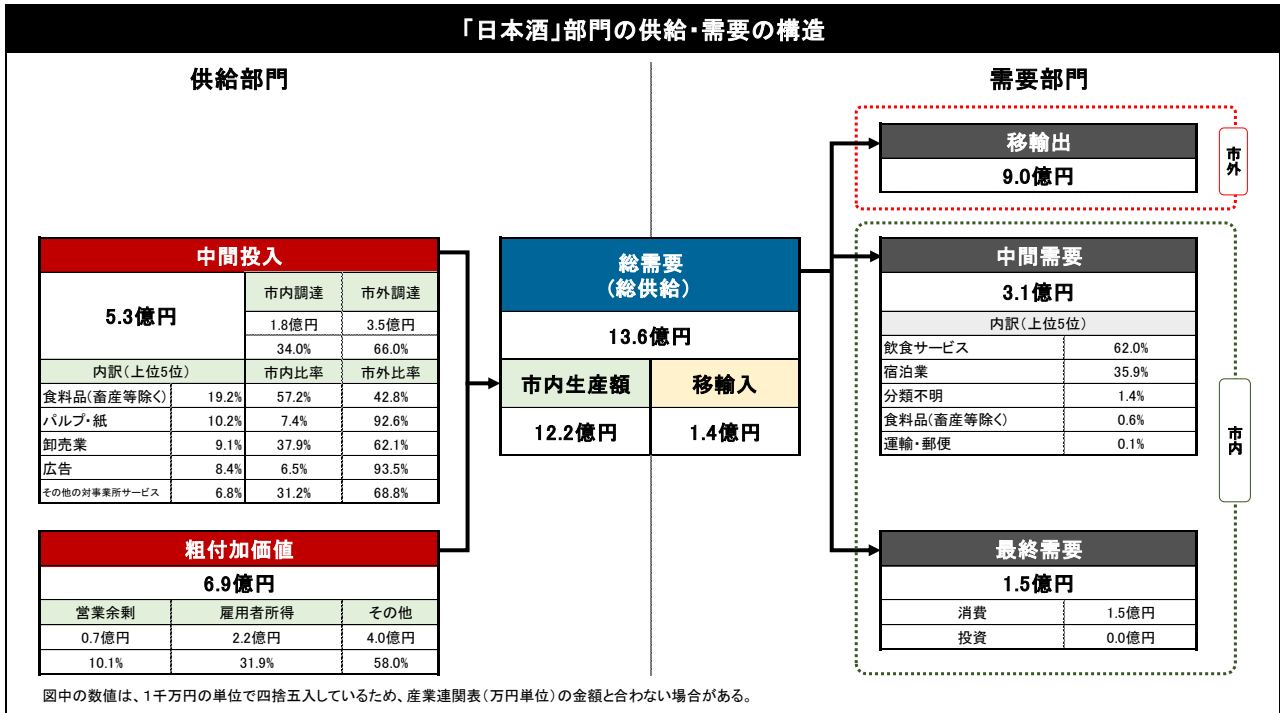 「日本酒」部門の供給・需要の構造
供給部門
需要部門
移輸出
9.0億円
市外
中間投入
5.3億円
市内調達 市外調達
1.8億円 3.5億円
34.0% 66.0%
内訳(上位5位) 市内比率 市外比率
食料品(畜産等除く) 19.2% 57.2% 42.8%
パルプ・紙 10.2% 7.4% 92.6%
卸売業 9.1% 37.9% 62.1%
広告 8.4% 6.5% 93.5%
その他の対事業所サービス 6.8% 31.2% 68.8%
粗付加価値
6.9億円
営業余剰 雇用者所得 その他
0.7億円 2.2億円 4.0億円
10.1% 31.9% 58.0%
総需要
(総供給)
13.6億円
市内生産額 移輸入
12.2億円 1.4億円
中間需要
3.1億円
内訳(上位5位)
飲食サービス 62.0%
宿泊業 35.9%
分類不明 1.4%
食料品(畜産等除く) 0.6%
運輸・郵便 0.1%
市内
最終需要
1.5億円
消費 1.5億円
投資 0.0億円
図中の数値は、1千万円の単位で四捨五入しているため、産業連関表(万円単位)の金額と合わない場合がある。